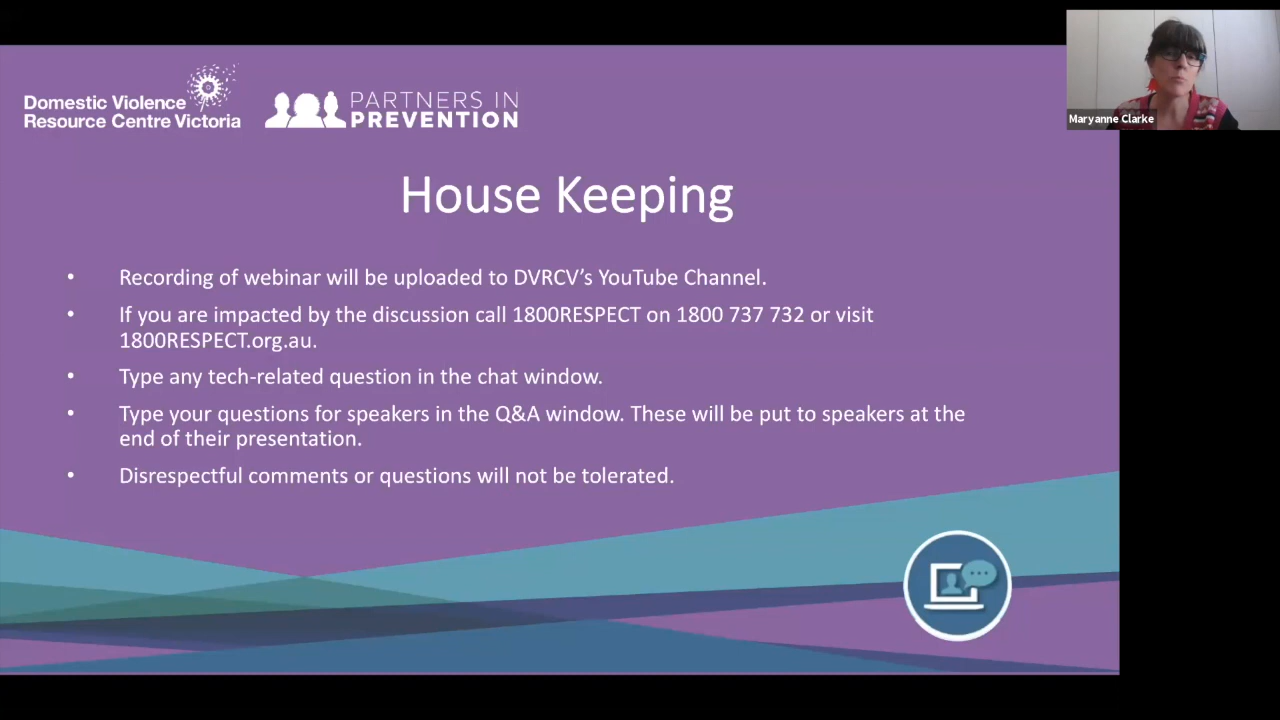 Domestic Violence
Resource Centre Victoria
PARTNERS IN
PREVENTION
Maryanne Clarke
House Keeping
• Recording of webinar will be uploaded to DVRCV's YouTube Channel.
• If you are impacted by the discussion call 1800RESPECT on 1800 737 732 or visit
1800RESPECT.org.au.
• Type any tech-related question in the chat window.
• Type your questions for speakers in the Q&A window. These will be put to speakers at the
end of their presentation.
• Disrespectful comments or questions will not be tolerated.